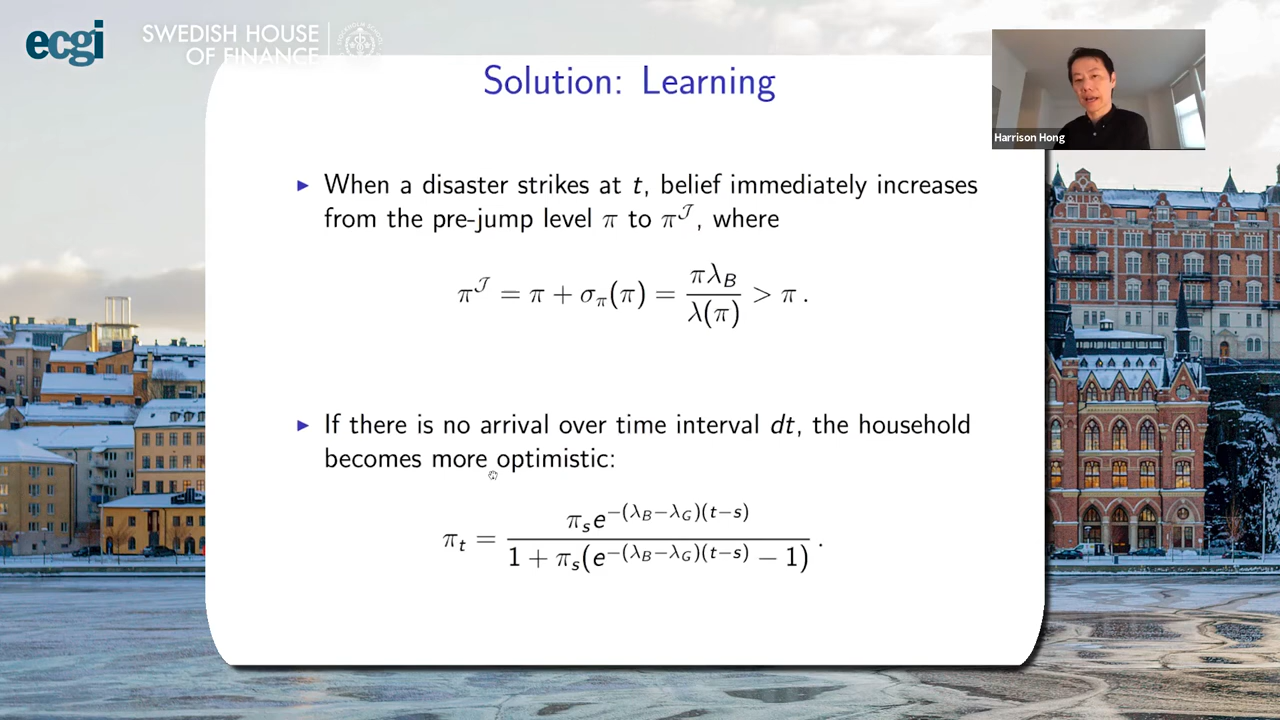 ecgi
SWEDISH HOUSE
OF FINANCE
Solution: Learning
Harrison Hong
▶ When a disaster strikes at t, belief immediately increases
from the pre-jump level π to π^𝒥, where
π^𝒥 = π + σ_π(π) = πλ_B / λ(π) > π .
▶ If there is no arrival over time interval dt, the household
becomes more optimistic:
π_t = π_s e^{−(λ_B−λ_G)(t−s)} / 1 + π_s(e^{−(λ_B−λ_G)(t−s)} − 1) .